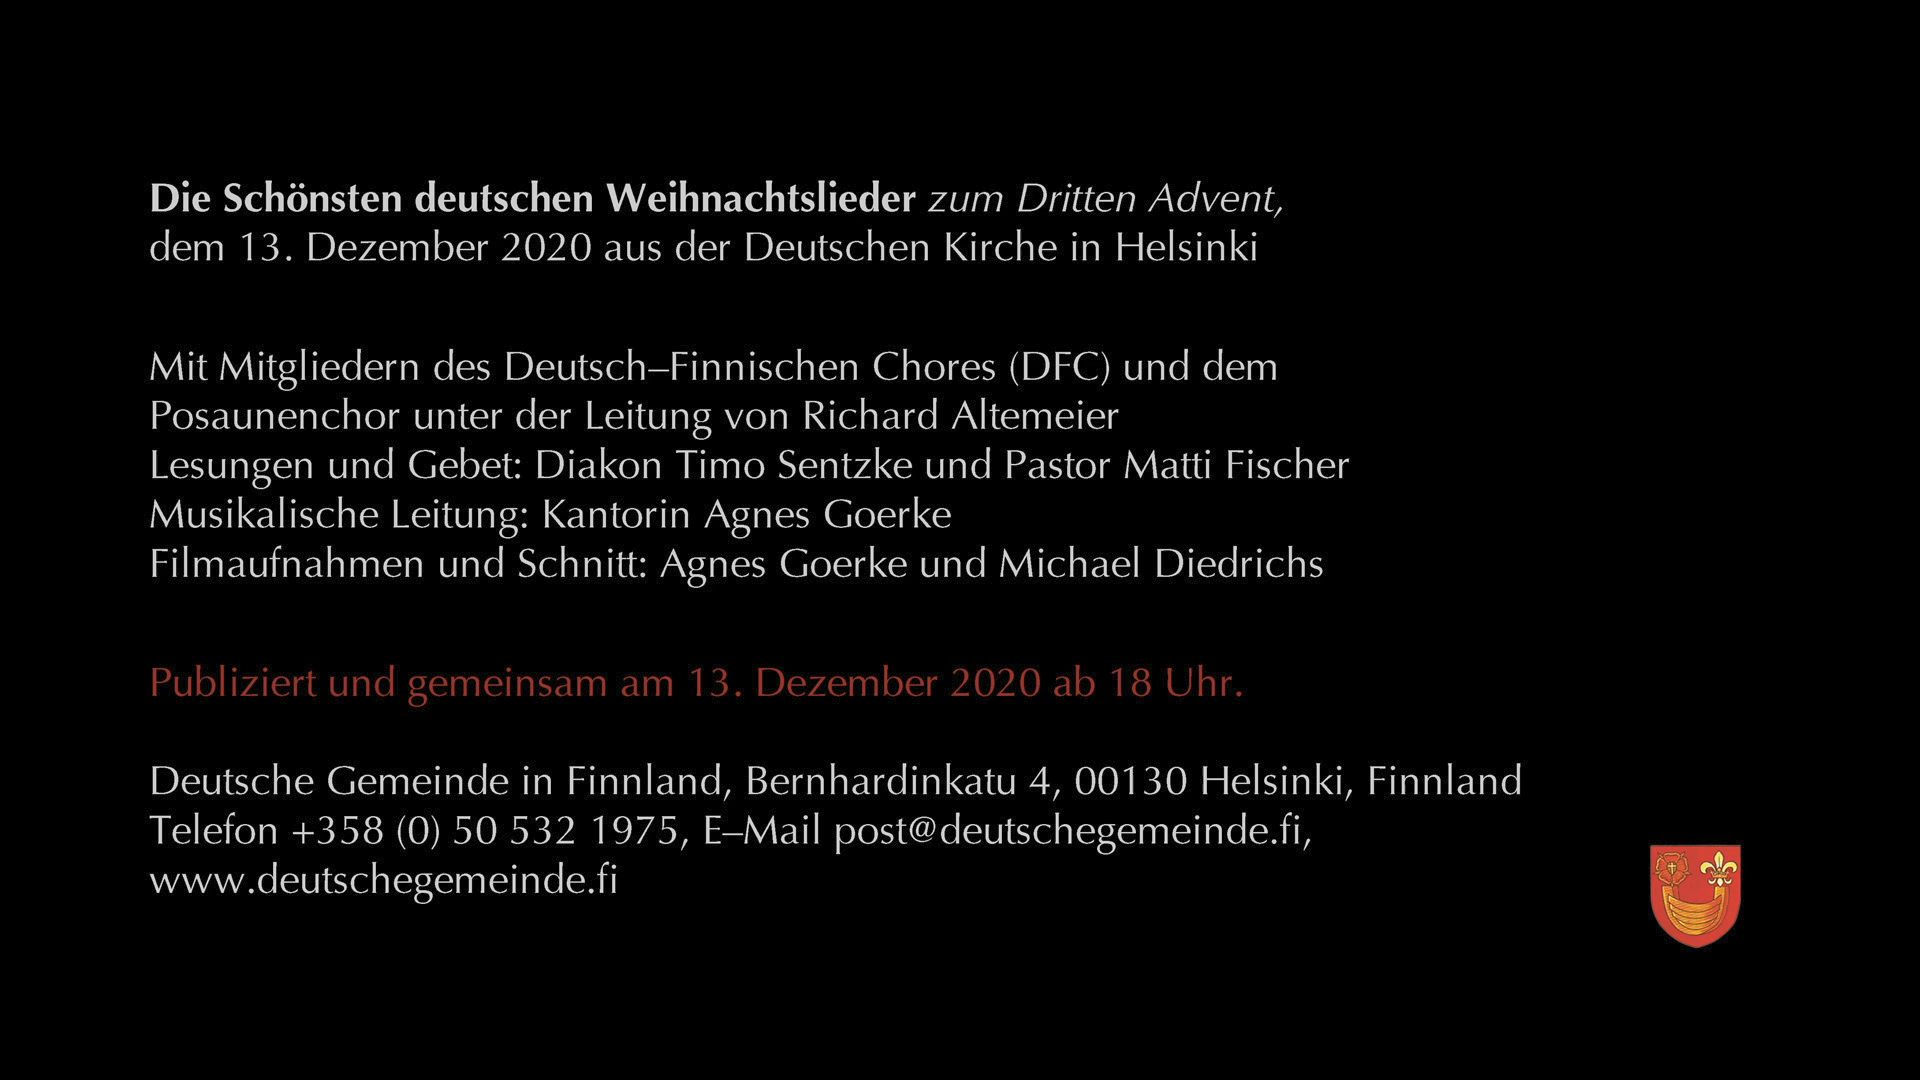 Die Schönsten deutschen Weihnachtslieder zum Dritten Advent,
dem 13. Dezember 2020 aus der Deutschen Kirche in Helsinki
Mit Mitgliedern des Deutsch–Finnischen Chores (DFC) und dem
Posaunenchor unter der Leitung von Richard Altemeier
Lesungen und Gebet: Diakon Timo Sentzke und Pastor Matti Fischer
Musikalische Leitung: Kantorin Agnes Goerke
Filmaufnahmen und Schnitt: Agnes Goerke und Michael Diedrichs
Publiziert und gemeinsam am 13. Dezember 2020 ab 18 Uhr.
Deutsche Gemeinde in Finnland, Bernhardinkatu 4, 00130 Helsinki, Finnland
Telefon +358 (0) 50 532 1975, E–Mail post@deutschegemeinde.fi,
www.deutschegemeinde.fi